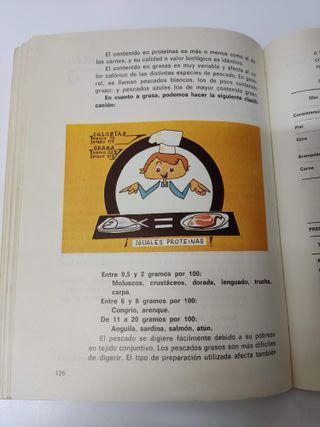 El contenido en proteínas es más o menos como el de
las carnes, y su calidad o valor biológico es idéntico.
El contenido en grasas es muy variable y afecta al va-
lor calórico de las distintas especies de pescado. En gene-
ral, se llaman pescados blancos, los de poco contenido
graso; y pescados azules los de mayor contenido graso.
En cuanto a grasa, podemos hacer la siguiente clasifi-
cación:
CALORÍAS
GRASA
IGUALES PROTEINAS !
Entre 0,5 y 2 gramos por 100:
Moluscos, crustáceos, dorada, lenguado, trucha,
carpa.
Entre 6 y 8 gramos por 100:
Congrio, arenque.
De 11 a 20 gramos por 100:
Anguila, sardina, salmón, atún.
El pescado se digiere fácilmente debido a su pobreza
en tejido conjuntivo. Los pescados grasos son más difíciles
de digerir. El tipo de preparación utilizada afecta también
126
Piel
Ojos
Carne